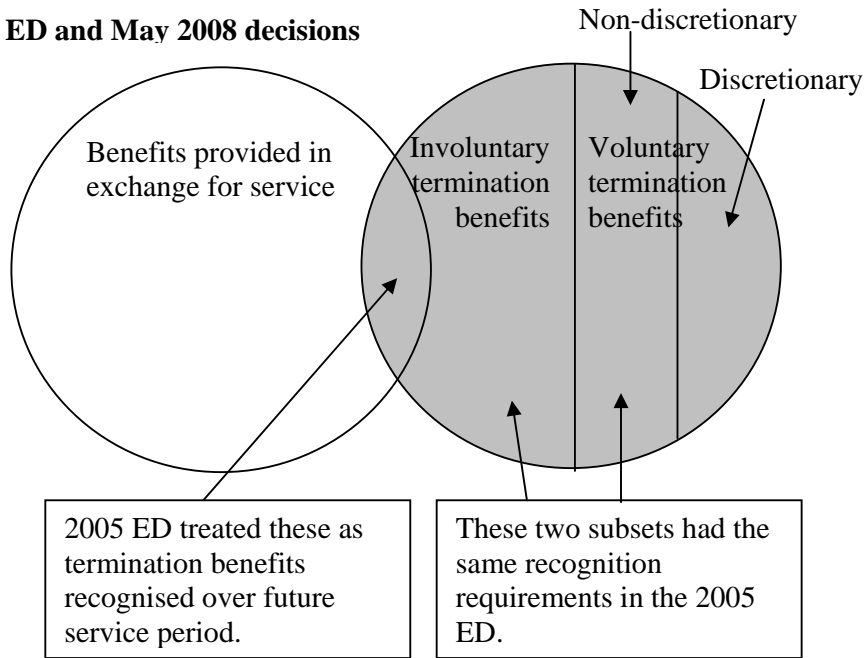 ED and May 2008 decisions
Non-discretionary
Discretionary
Benefits provided in
exchange for service
Involuntary
termination
benefits
Voluntary
termination
benefits
2005 ED treated these as
termination benefits
recognised over future
service period.
These two subsets had the
same recognition
requirements in the 2005
ED.